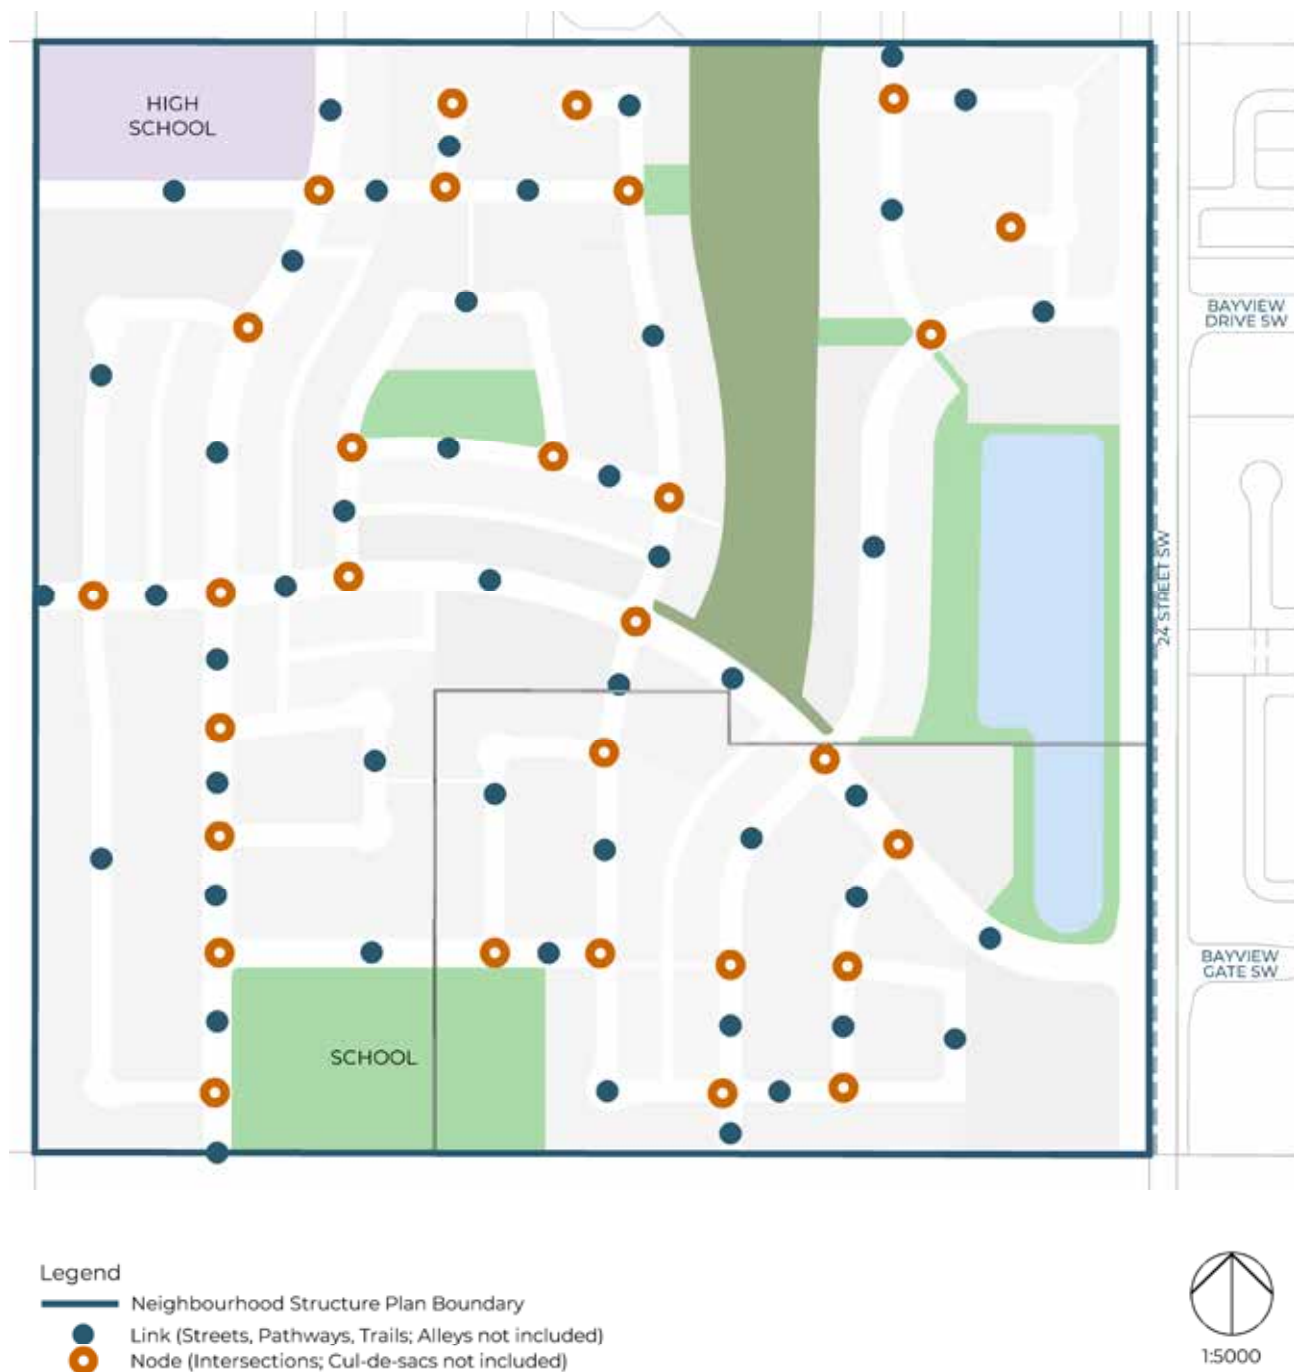 HIGH
SCHOOL
BAYVIEW
DRIVE SW
24 STREET SW
BAYVIEW
GATE SW
SCHOOL
Legend
Neighbourhood Structure Plan Boundary
Link (Streets, Pathways, Trails; Alleys not included)
Node (Intersections; Cul-de-sacs not included)
1:5000